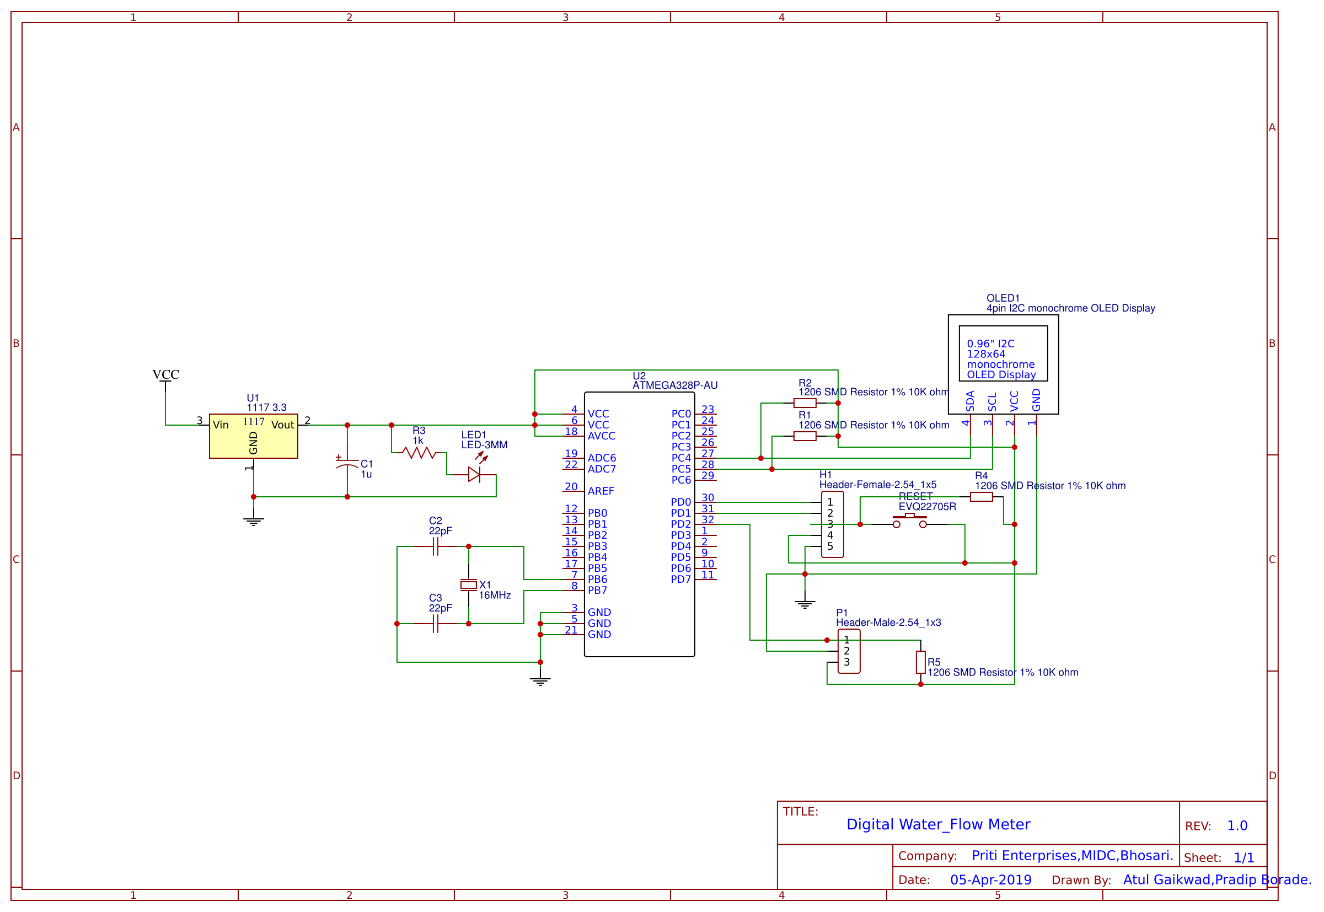 1 2 3 4 5
A A
B B
C C
D D
1 2 3 4 5
VCC
U1
1117 3.3
3 Vin 1117 Vout 2
GND
1
C1
1u
R3
1k
LED1
LED-3MM
C2
22pF
X1
16MHz
C3
22pF
U2
ATMEGA328P-AU
4 VCC
6 VCC
18 AVCC
19 ADC6
22 ADC7
20 AREF
12 PB0
13 PB1
14 PB2
15 PB3
16 PB4
17 PB5
7 PB6
8 PB7
3 GND
5 GND
21 GND
PC0 23
PC1 24
PC2 25
PC3 26
PC4 27
PC5 28
PC6 29
PD0 30
PD1 31
PD2 32
PD3 1
PD4 2
PD5 9
PD6 10
PD7 11
R2
1206 SMD Resistor 1% 10K ohm
R1
1206 SMD Resistor 1% 10K ohm
OLED1
4pin I2C monochrome OLED Display
0.96" I2C
128x64
monochrome
OLED Display
SDA SCL VCC GND
4 3 2 1
H1
Header-Female-2.54_1x5
1
2
3
4
5
RESET
EVQ22705R
R4
1206 SMD Resistor 1% 10K ohm
P1
Header-Male-2.54_1x3
1
2
3
R5
1206 SMD Resistor 1% 10K ohm
TITLE:
Digital Water_Flow Meter
REV: 1.0
Company: Priti Enterprises,MIDC,Bhosari.
Sheet: 1/1
Date: 05-Apr-2019 Drawn By: Atul Gaikwad,Pradip Borade.